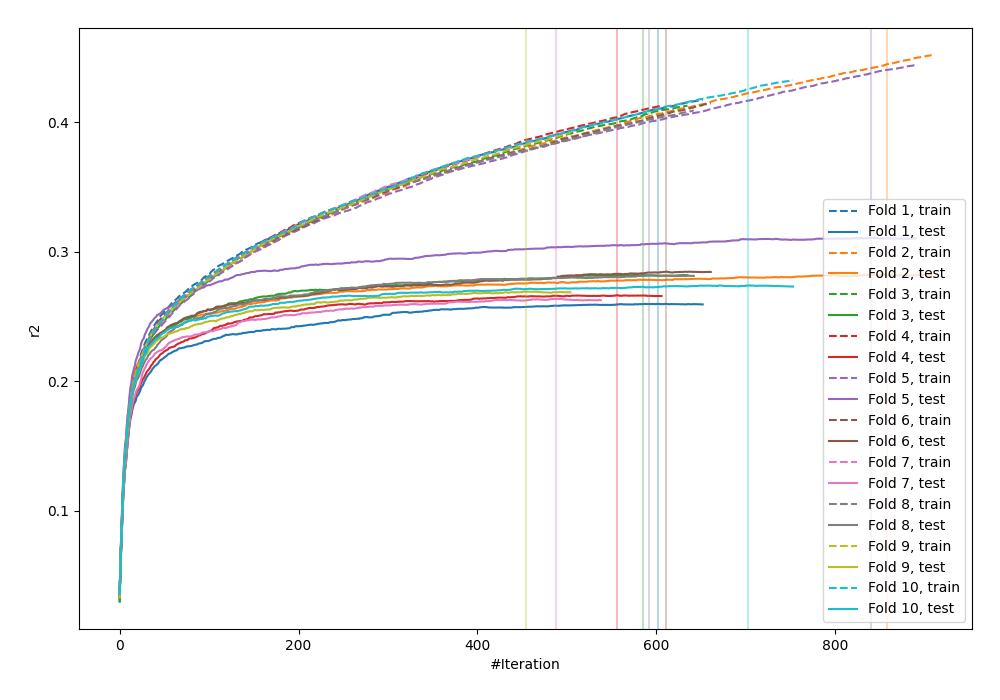 0.4
0.3
0.2
0.1
r2
0
200
400
600
800
#Iteration
Fold 1, train
Fold 1, test
Fold 2, train
Fold 2, test
Fold 3, train
Fold 3, test
Fold 4, train
Fold 4, test
Fold 5, train
Fold 5, test
Fold 6, train
Fold 6, test
Fold 7, train
Fold 7, test
Fold 8, train
Fold 8, test
Fold 9, train
Fold 9, test
Fold 10, train
Fold 10, test